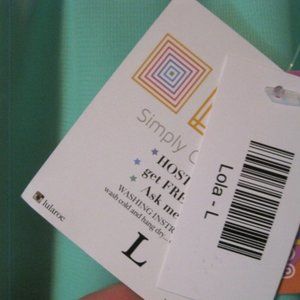 Simply
HOST
get FRE
Ask me
WASHING INSTR
wash cold and hang dry
L
lularoe
Lola - L